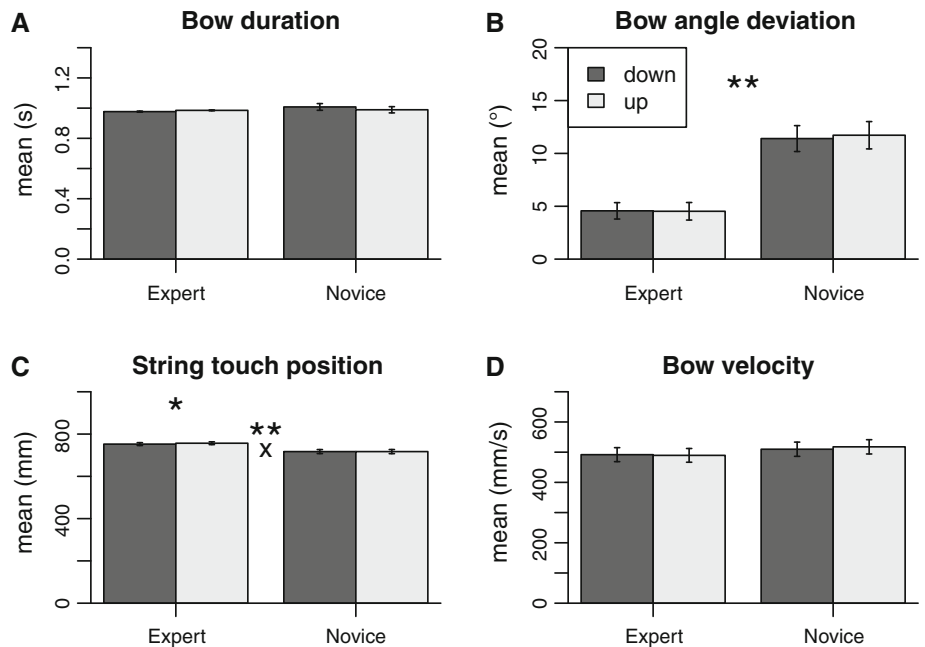 A Bow duration
mean (s)
0.0 0.4 0.8 1.2
Expert Novice
B Bow angle deviation
mean (°)
0 5 10 15 20
down
up
**
Expert Novice
C String touch position
mean (mm)
0 400 800
*
**
x
Expert Novice
D Bow velocity
mean (mm/s)
0 200 400 600
Expert Novice